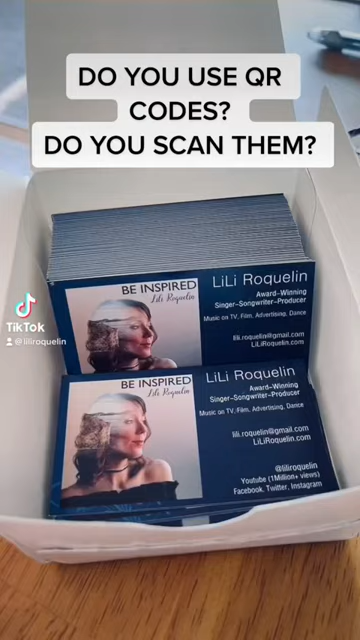 DO YOU USE QR
CODES?
DO YOU SCAN THEM?
BE INSPIRED
Lili Roquelin
LiLi Roquelin
Award-Winning
Singer-Songwriter-Producer
Music on TV, Film, Advertising, Dance
lili.roquelin@gmail.com
LiLiRoquelin.com
TikTok
@liliroquelin
BE INSPIRED
Lili Roquelin
LiLi Roquelin
Award-Winning
Singer-Songwriter-Producer
Music on TV, Film, Advertising, Dance
lili.roquelin@gmail.com
LiLiRoquelin.com
@liliroquelin
Youtube (1Million+ views)
Facebook, Twitter, Instagram